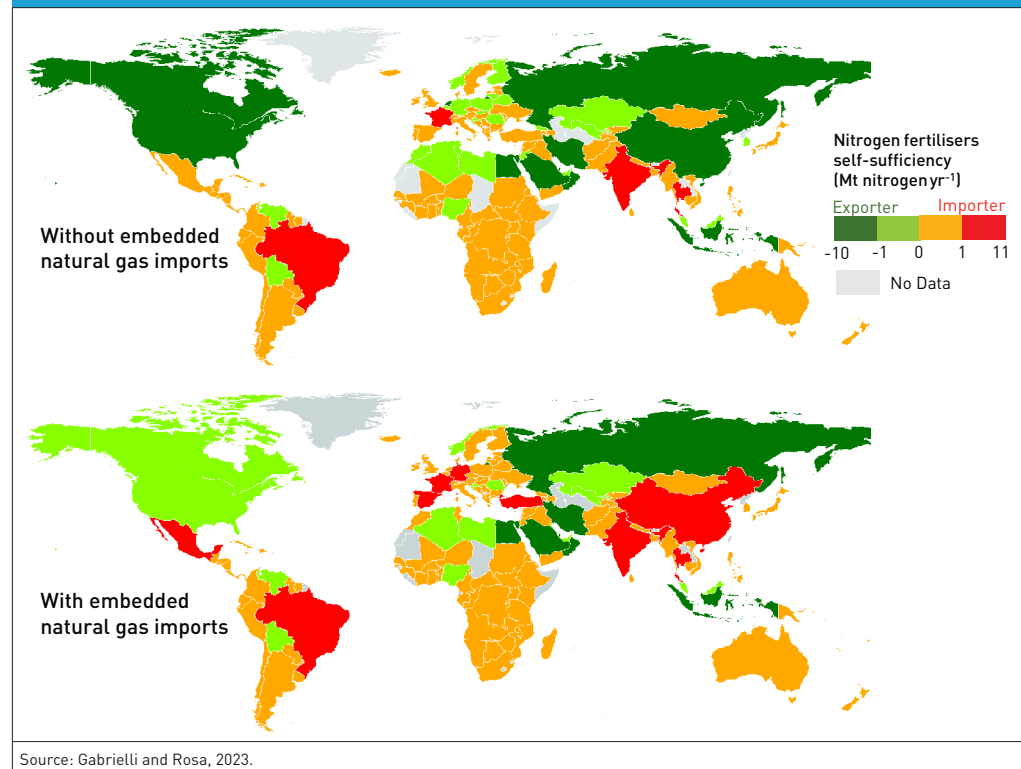 Without embedded
natural gas imports
Nitrogen fertilisers
self-sufficiency
(Mt nitrogen yr⁻¹)
Exporter Importer
-10 -1 0 1 11
No Data
With embedded
natural gas imports
Source: Gabrielli and Rosa, 2023.